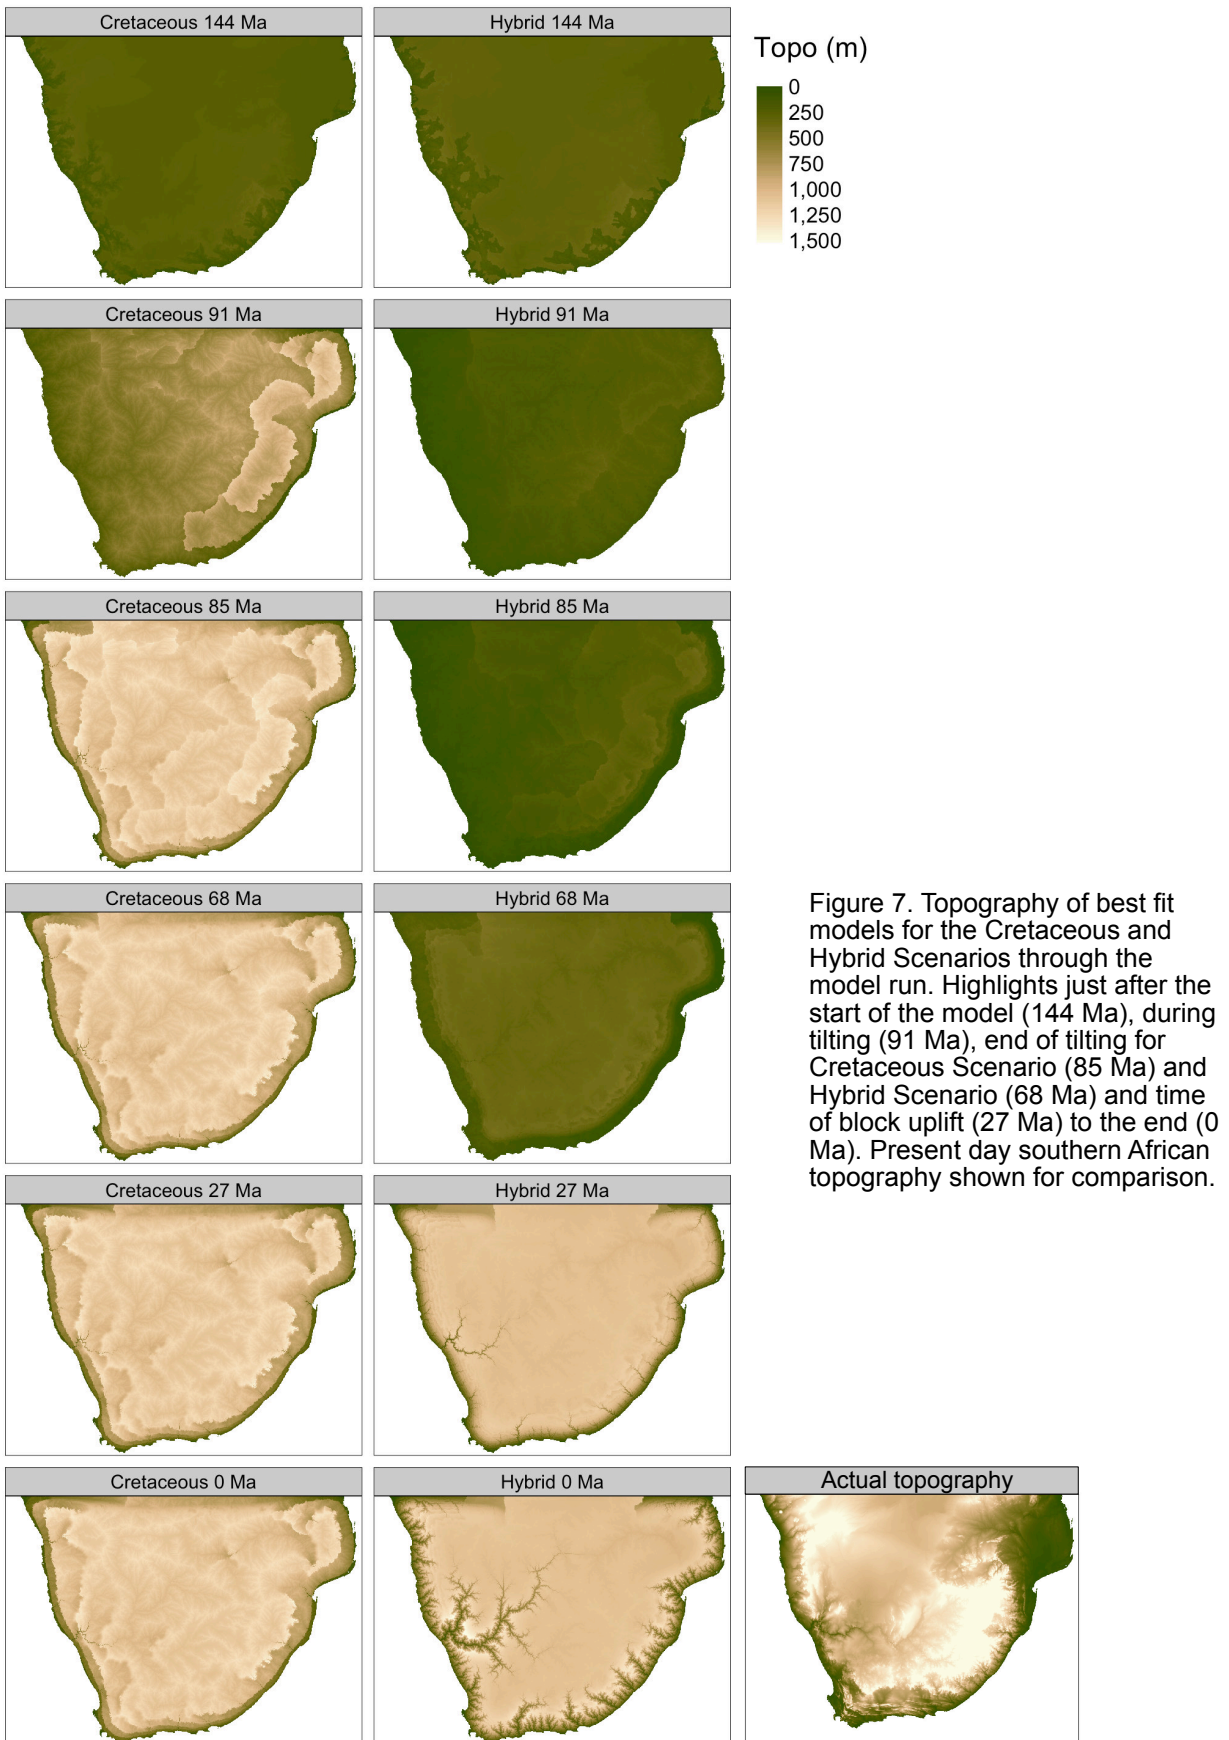 Cretaceous 144 Ma
Hybrid 144 Ma
Topo (m)
0
250
500
750
1,000
1,250
1,500
Cretaceous 91 Ma
Hybrid 91 Ma
Cretaceous 85 Ma
Hybrid 85 Ma
Cretaceous 68 Ma
Hybrid 68 Ma
Figure 7. Topography of best fit
models for the Cretaceous and
Hybrid Scenarios through the
model run. Highlights just after the
start of the model (144 Ma), during
tilting (91 Ma), end of tilting for
Cretaceous Scenario (85 Ma) and
Hybrid Scenario (68 Ma) and time
of block uplift (27 Ma) to the end (0
Ma). Present day southern African
topography shown for comparison.
Cretaceous 27 Ma
Hybrid 27 Ma
Cretaceous 0 Ma
Hybrid 0 Ma
Actual topography